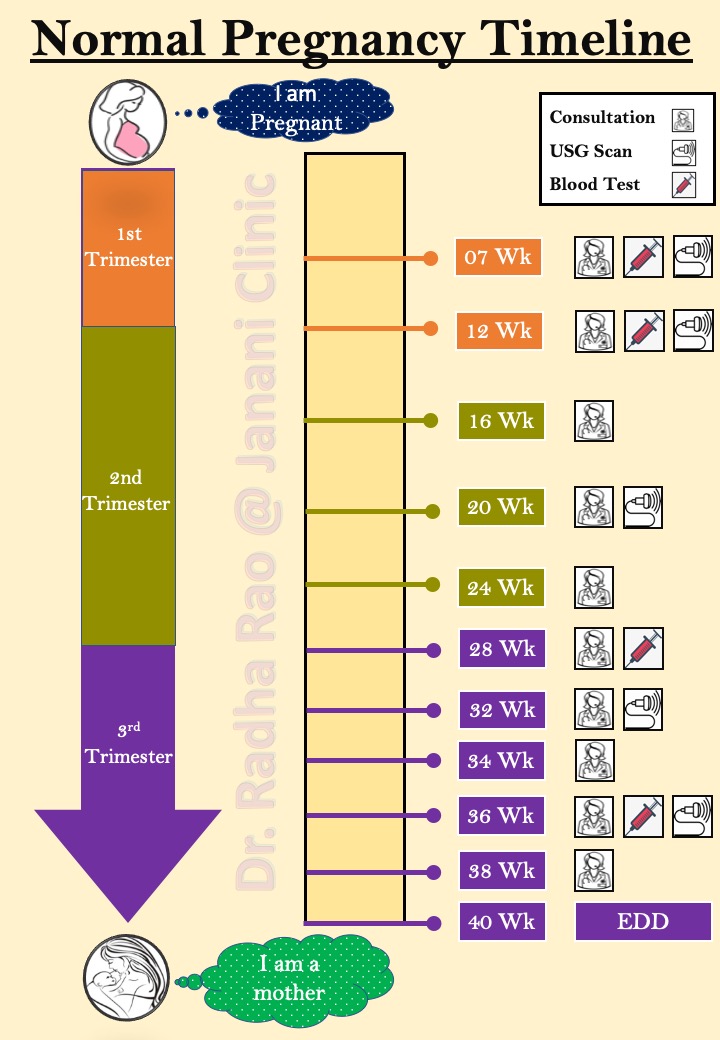 Normal Pregnancy Timeline
I am
Pregnant
Consultation
USG Scan
Blood Test
1st
Trimester
2nd
Trimester
3rd
Trimester
Dr. Radha Rao @ Janani Clinic
07 Wk
12 Wk
16 Wk
20 Wk
24 Wk
28 Wk
32 Wk
34 Wk
36 Wk
38 Wk
40 Wk EDD
I am a
mother